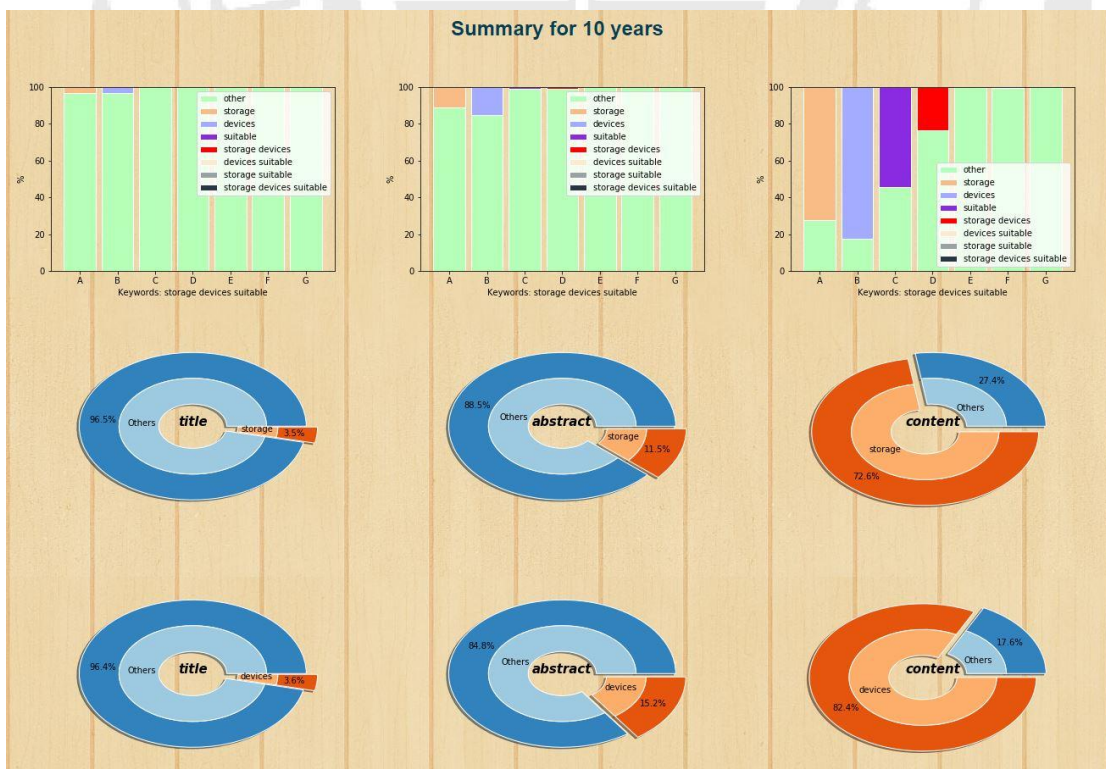 Summary for 10 years
100
80
60
40
20
0
%
other
storage
devices
suitable
storage devices
devices suitable
storage suitable
storage devices suitable
A B C D E F G
Keywords: storage devices suitable
100
80
60
40
20
0
%
other
storage
devices
suitable
storage devices
devices suitable
storage suitable
storage devices suitable
A B C D E F G
Keywords: storage devices suitable
100
80
60
40
20
0
%
other
storage
devices
suitable
storage devices
devices suitable
storage suitable
storage devices suitable
A B C D E F G
Keywords: storage devices suitable
96.5% Others title storage 3.5%
88.5% Others abstract storage 11.5%
27.4% Others content storage 72.6%
96.4% Others title devices 3.6%
84.8% Others abstract devices 15.2%
17.6% Others content devices 82.4%